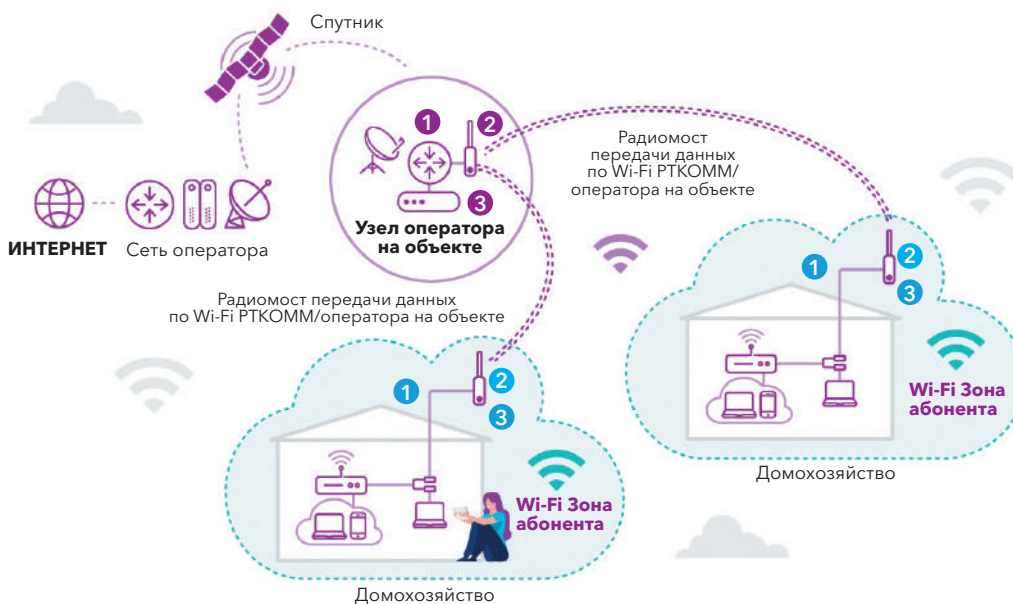 Спутник
1
2
3
Узел оператора
на объекте
ИНТЕРНЕТ
Сеть оператора
Радиомост
передачи данных
по Wi-Fi РТКОММ/
оператора на объекте
Радиомост передачи данных
по Wi-Fi РТКОММ/оператора на объекте
1
2
3
Wi-Fi Зона
абонента
Домохозяйство
1
2
3
Wi-Fi Зона
абонента
Домохозяйство